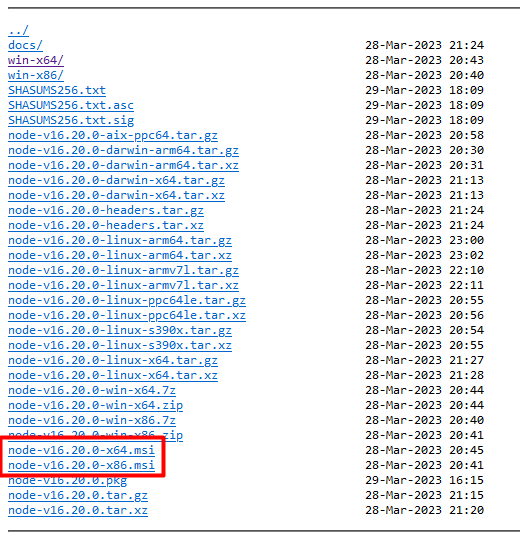 ../
docs/ 28-Mar-2023 21:24
win-x64/ 28-Mar-2023 20:43
win-x86/ 28-Mar-2023 20:40
SHASUMS256.txt 29-Mar-2023 18:09
SHASUMS256.txt.asc 29-Mar-2023 18:09
SHASUMS256.txt.sig 29-Mar-2023 18:09
node-v16.20.0-aix-ppc64.tar.gz 28-Mar-2023 20:58
node-v16.20.0-darwin-arm64.tar.gz 28-Mar-2023 20:30
node-v16.20.0-darwin-arm64.tar.xz 28-Mar-2023 20:31
node-v16.20.0-darwin-x64.tar.gz 28-Mar-2023 21:13
node-v16.20.0-darwin-x64.tar.xz 28-Mar-2023 21:13
node-v16.20.0-headers.tar.gz 28-Mar-2023 21:24
node-v16.20.0-headers.tar.xz 28-Mar-2023 21:24
node-v16.20.0-linux-arm64.tar.gz 28-Mar-2023 23:00
node-v16.20.0-linux-arm64.tar.xz 28-Mar-2023 23:02
node-v16.20.0-linux-armv7l.tar.gz 28-Mar-2023 22:10
node-v16.20.0-linux-armv7l.tar.xz 28-Mar-2023 22:11
node-v16.20.0-linux-ppc64le.tar.gz 28-Mar-2023 20:55
node-v16.20.0-linux-ppc64le.tar.xz 28-Mar-2023 20:56
node-v16.20.0-linux-s390x.tar.gz 28-Mar-2023 20:54
node-v16.20.0-linux-s390x.tar.xz 28-Mar-2023 20:55
node-v16.20.0-linux-x64.tar.gz 28-Mar-2023 21:27
node-v16.20.0-linux-x64.tar.xz 28-Mar-2023 21:28
node-v16.20.0-win-x64.7z 28-Mar-2023 20:44
node-v16.20.0-win-x64.zip 28-Mar-2023 20:44
node-v16.20.0-win-x86.7z 28-Mar-2023 20:40
node-v16.20.0-win-x86.zip 28-Mar-2023 20:41
node-v16.20.0-x64.msi 28-Mar-2023 20:45
node-v16.20.0-x86.msi 28-Mar-2023 20:41
node-v16.20.0.pkg 29-Mar-2023 16:15
node-v16.20.0.tar.gz 28-Mar-2023 21:15
node-v16.20.0.tar.xz 28-Mar-2023 21:20